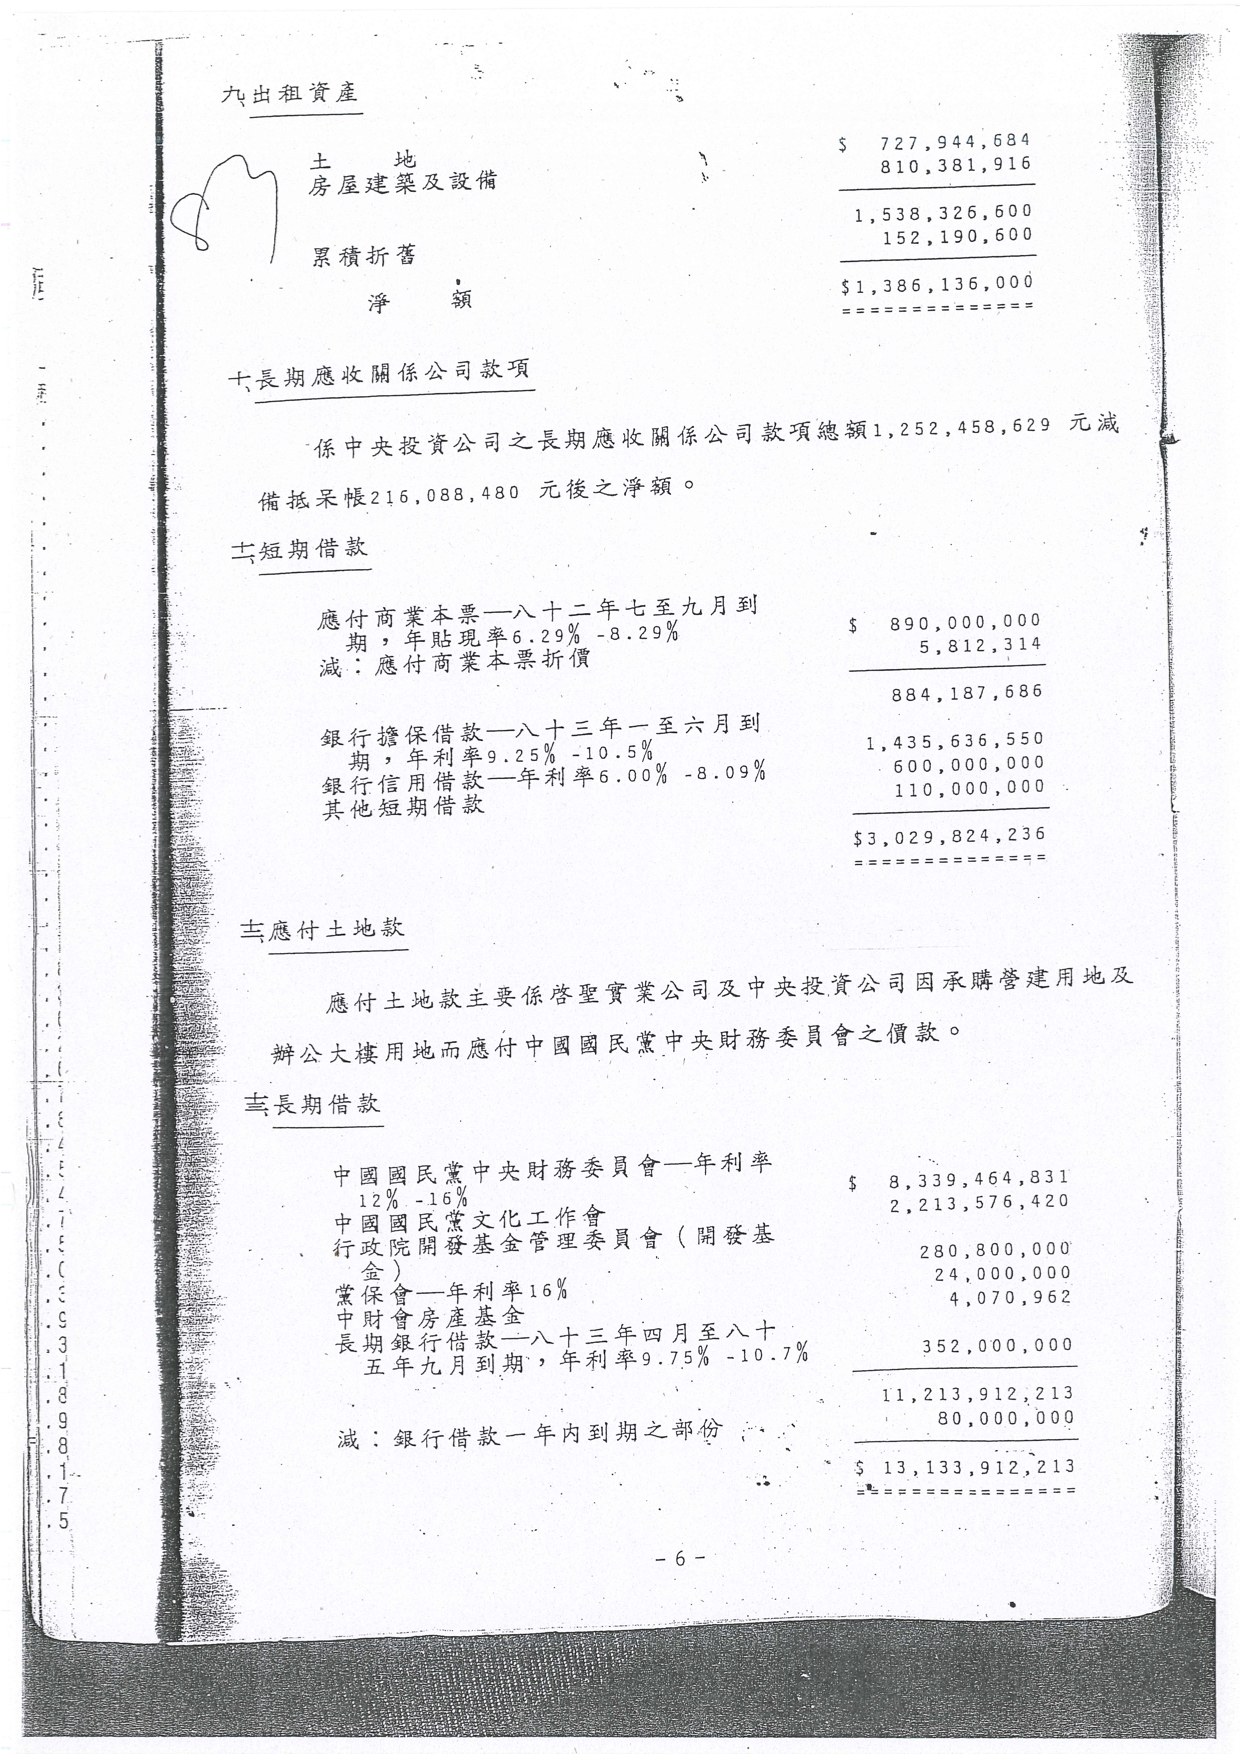 九、出租資產
土　　地　$ 727,944,684
房屋建築及設備　810,381,916
1,538,326,600
累積折舊　152,190,600
淨　　額　$1,386,136,000
==============
十、長期應收關係公司款項
係中央投資公司之長期應收關係公司款項總額1,252,458,629 元減
備抵呆帳216,088,480 元後之淨額。
十一、短期借款
應付商業本票—八十二年七至九月到
期，年貼現率6.29% -8.29%　$ 890,000,000
減：應付商業本票折價　5,812,314
884,187,686
銀行擔保借款—八十三年一至六月到
期，年利率9.25% -10.5%　1,435,636,550
銀行信用借款—年利率6.00% -8.09%　600,000,000
其他短期借款　110,000,000
$3,029,824,236
==============
十二、應付土地款
應付土地款主要係啓聖實業公司及中央投資公司因承購營建用地及
辦公大樓用地而應付中國國民黨中央財務委員會之價款。
十三、長期借款
中國國民黨中央財務委員會—年利率
12% -16%　$ 8,339,464,831
中國國民黨文化工作會　2,213,576,420
行政院開發基金管理委員會（開發基
金）　280,800,000
黨保會—年利率16%　24,000,000
中財會房產基金　4,070,962
長期銀行借款—八十三年四月至八十
五年九月到期，年利率9.75% -10.7%　352,000,000
11,213,912,213
減：銀行借款一年內到期之部份　80,000,000
$ 13,133,912,213
================
- 6 -